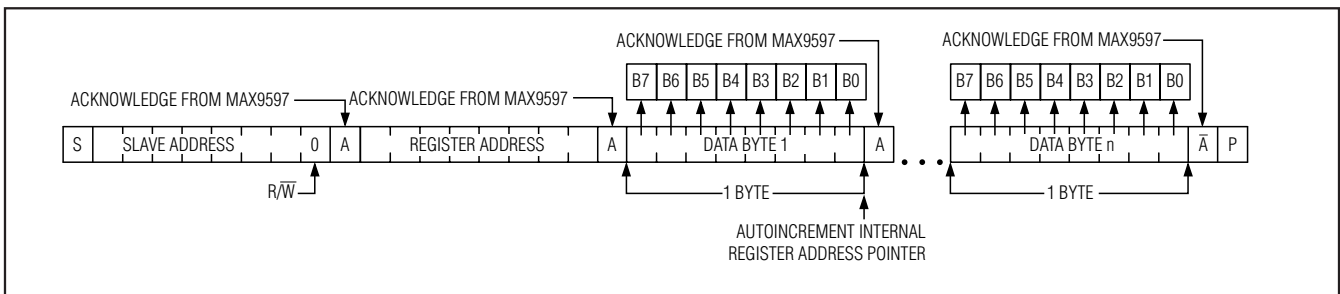 ACKNOWLEDGE FROM MAX9597
ACKNOWLEDGE FROM MAX9597
B7 B6 B5 B4 B3 B2 B1 B0
B7 B6 B5 B4 B3 B2 B1 B0
ACKNOWLEDGE FROM MAX9597
ACKNOWLEDGE FROM MAX9597
S SLAVE ADDRESS 0 A REGISTER ADDRESS A DATA BYTE 1 A • • • DATA BYTE n A̅ P
R/W̅
1 BYTE
1 BYTE
AUTOINCREMENT INTERNAL
REGISTER ADDRESS POINTER